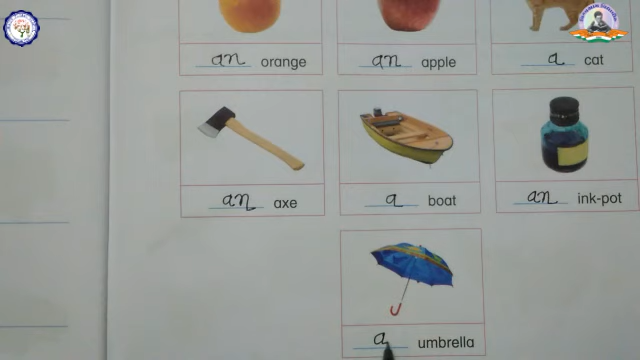 an orange
an apple
a cat
an axe
a boat
an ink-pot
a umbrella